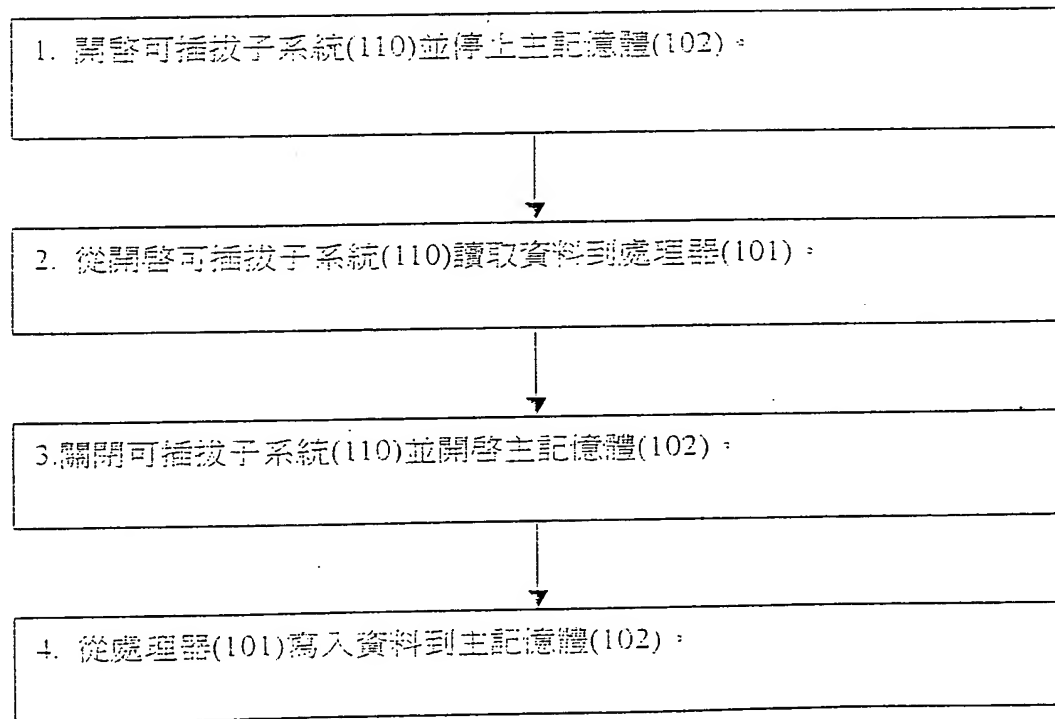 1. 開啓可插拔子系統(110)並停止主記憶體(102)。
2. 從開啓可插拔子系統(110)讀取資料到處理器(101)。
3.關閉可插拔子系統(110)並開啓主記憶體(102)。
4. 從處理器(101)寫入資料到主記憶體(102)。